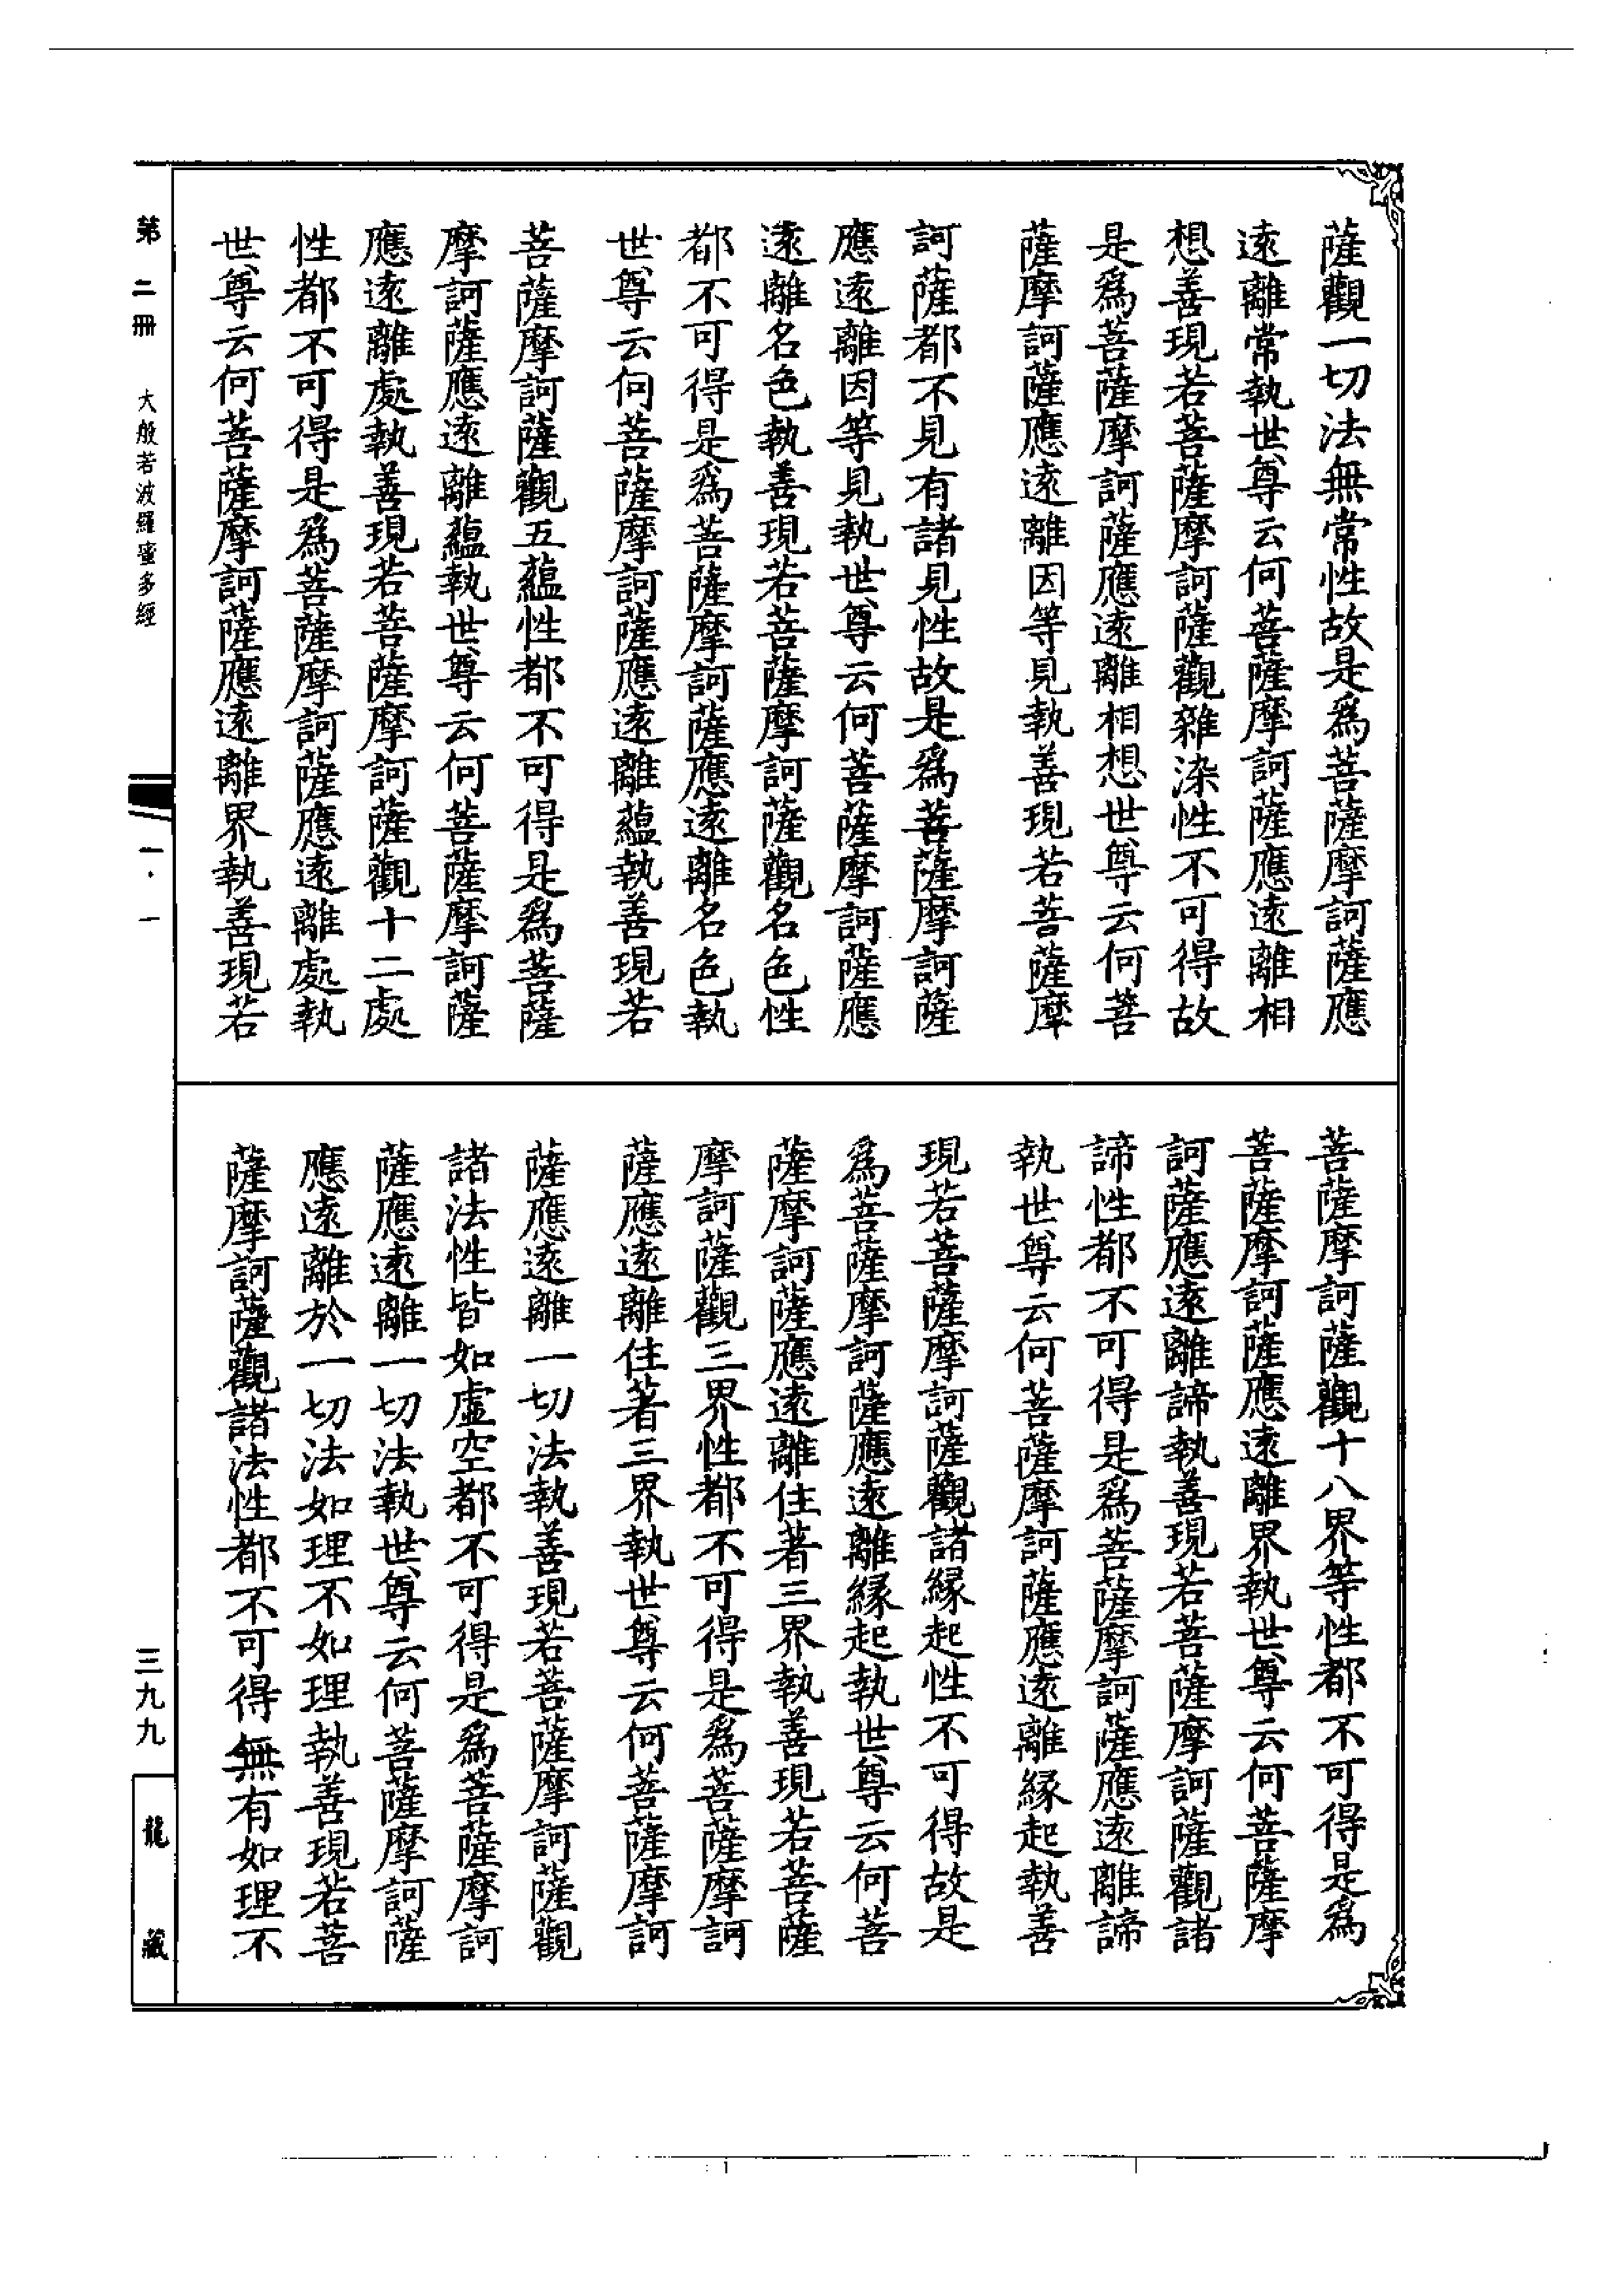 薩觀一切法無常性故是爲菩薩摩訶薩應
遠離常執世尊云何菩薩摩訶薩應遠離相
想善現若菩薩摩訶薩觀雜染性不可得故
是爲菩薩摩訶薩應遠離相想世尊云何菩
薩摩訶薩應遠離因等見執善現若菩薩摩
訶薩都不見有諸見性故是爲菩薩摩訶薩
應遠離因等見執世尊云何菩薩摩訶薩應
遠離名色執善現若菩薩摩訶薩觀名色性
都不可得是爲菩薩摩訶薩應遠離名色執
世尊云何菩薩摩訶薩應遠離蘊執善現若
菩薩摩訶薩觀五蘊性都不可得是爲菩薩
摩訶薩應遠離蘊執世尊云何菩薩摩訶薩
應遠離處執善現若菩薩摩訶薩觀十二處
性都不可得是爲菩薩摩訶薩應遠離處執
世尊云何菩薩摩訶薩應遠離界執善現若
菩薩摩訶薩觀十八界等性都不可得是爲
菩薩摩訶薩應遠離界執世尊云何菩薩摩
訶薩應遠離諦執善現若菩薩摩訶薩觀諸
諦性都不可得是爲菩薩摩訶薩應遠離諦
執世尊云何菩薩摩訶薩應遠離緣起執善
現若菩薩摩訶薩觀諸緣起性不可得故是
爲菩薩摩訶薩應遠離緣起執世尊云何菩
薩摩訶薩應遠離住著三界執善現若菩薩
摩訶薩觀三界性都不可得是爲菩薩摩訶
薩應遠離住著三界執世尊云何菩薩摩訶
薩應遠離一切法執善現若菩薩摩訶薩觀
諸法性皆如虛空都不可得是爲菩薩摩訶
薩應遠離一切法執世尊云何菩薩摩訶薩
應遠離於一切法如理不如理執善現若菩
薩摩訶薩觀諸法性都不可得無有如理不
第二冊 大般若波羅蜜多經 一·一 三九九 龍藏